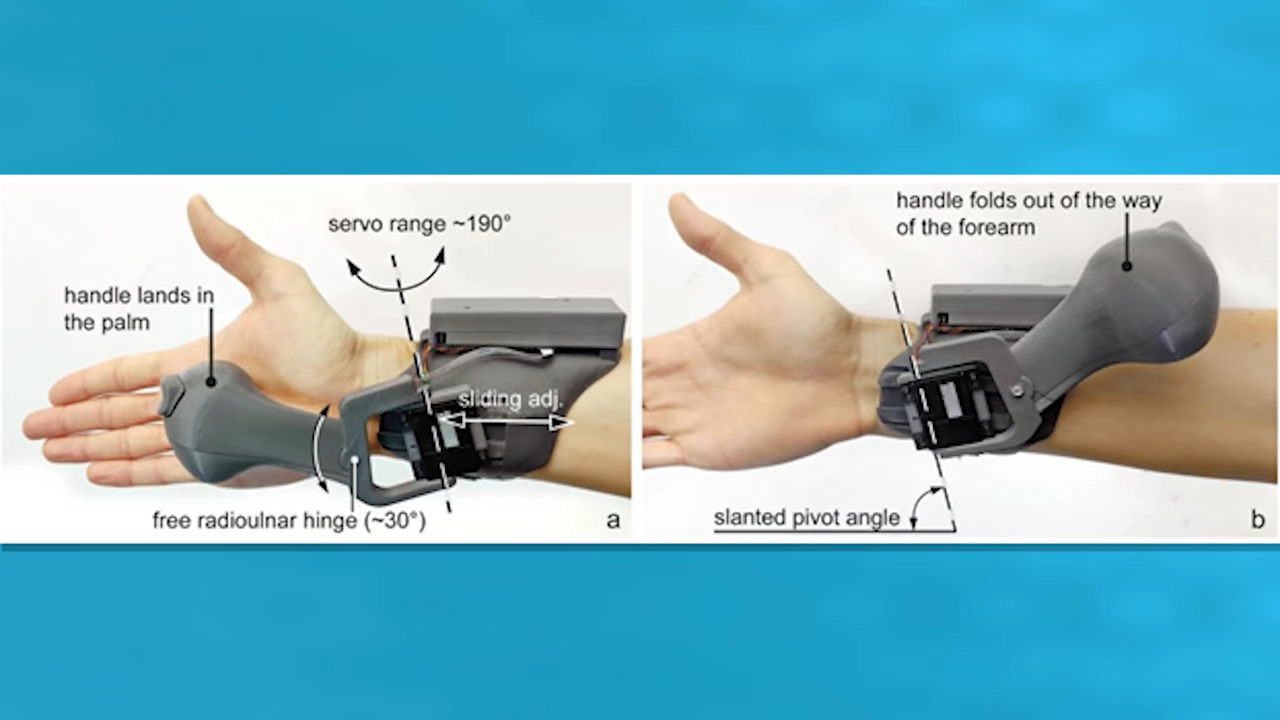 servo range ~190°
handle lands in
the palm
sliding adj.
free radioulnar hinge (~30°)
a
handle folds out of the way
of the forearm
slanted pivot angle
b